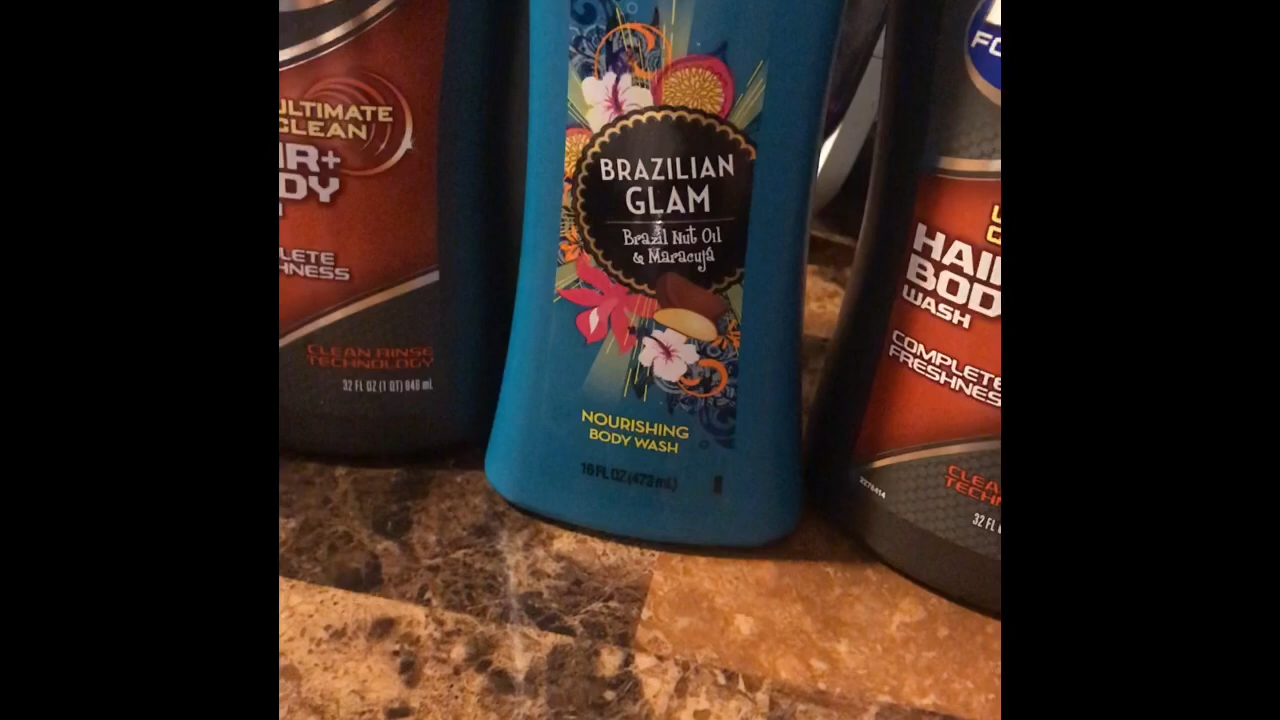 ULTIMATE
CLEAN
IR+
DY
LETE
HNESS
CLEAN RINSE
TECHNOLOGY
32 FL OZ (1 QT) 946 mL
BRAZILIAN
GLAM
Brazil Nut Oil
& Maracujá
NOURISHING
BODY WASH
16 FL OZ (473 mL)
FO
HAI
BOD
WASH
COMPLETE
FRESHNES
CLEA
TECH
32 FL